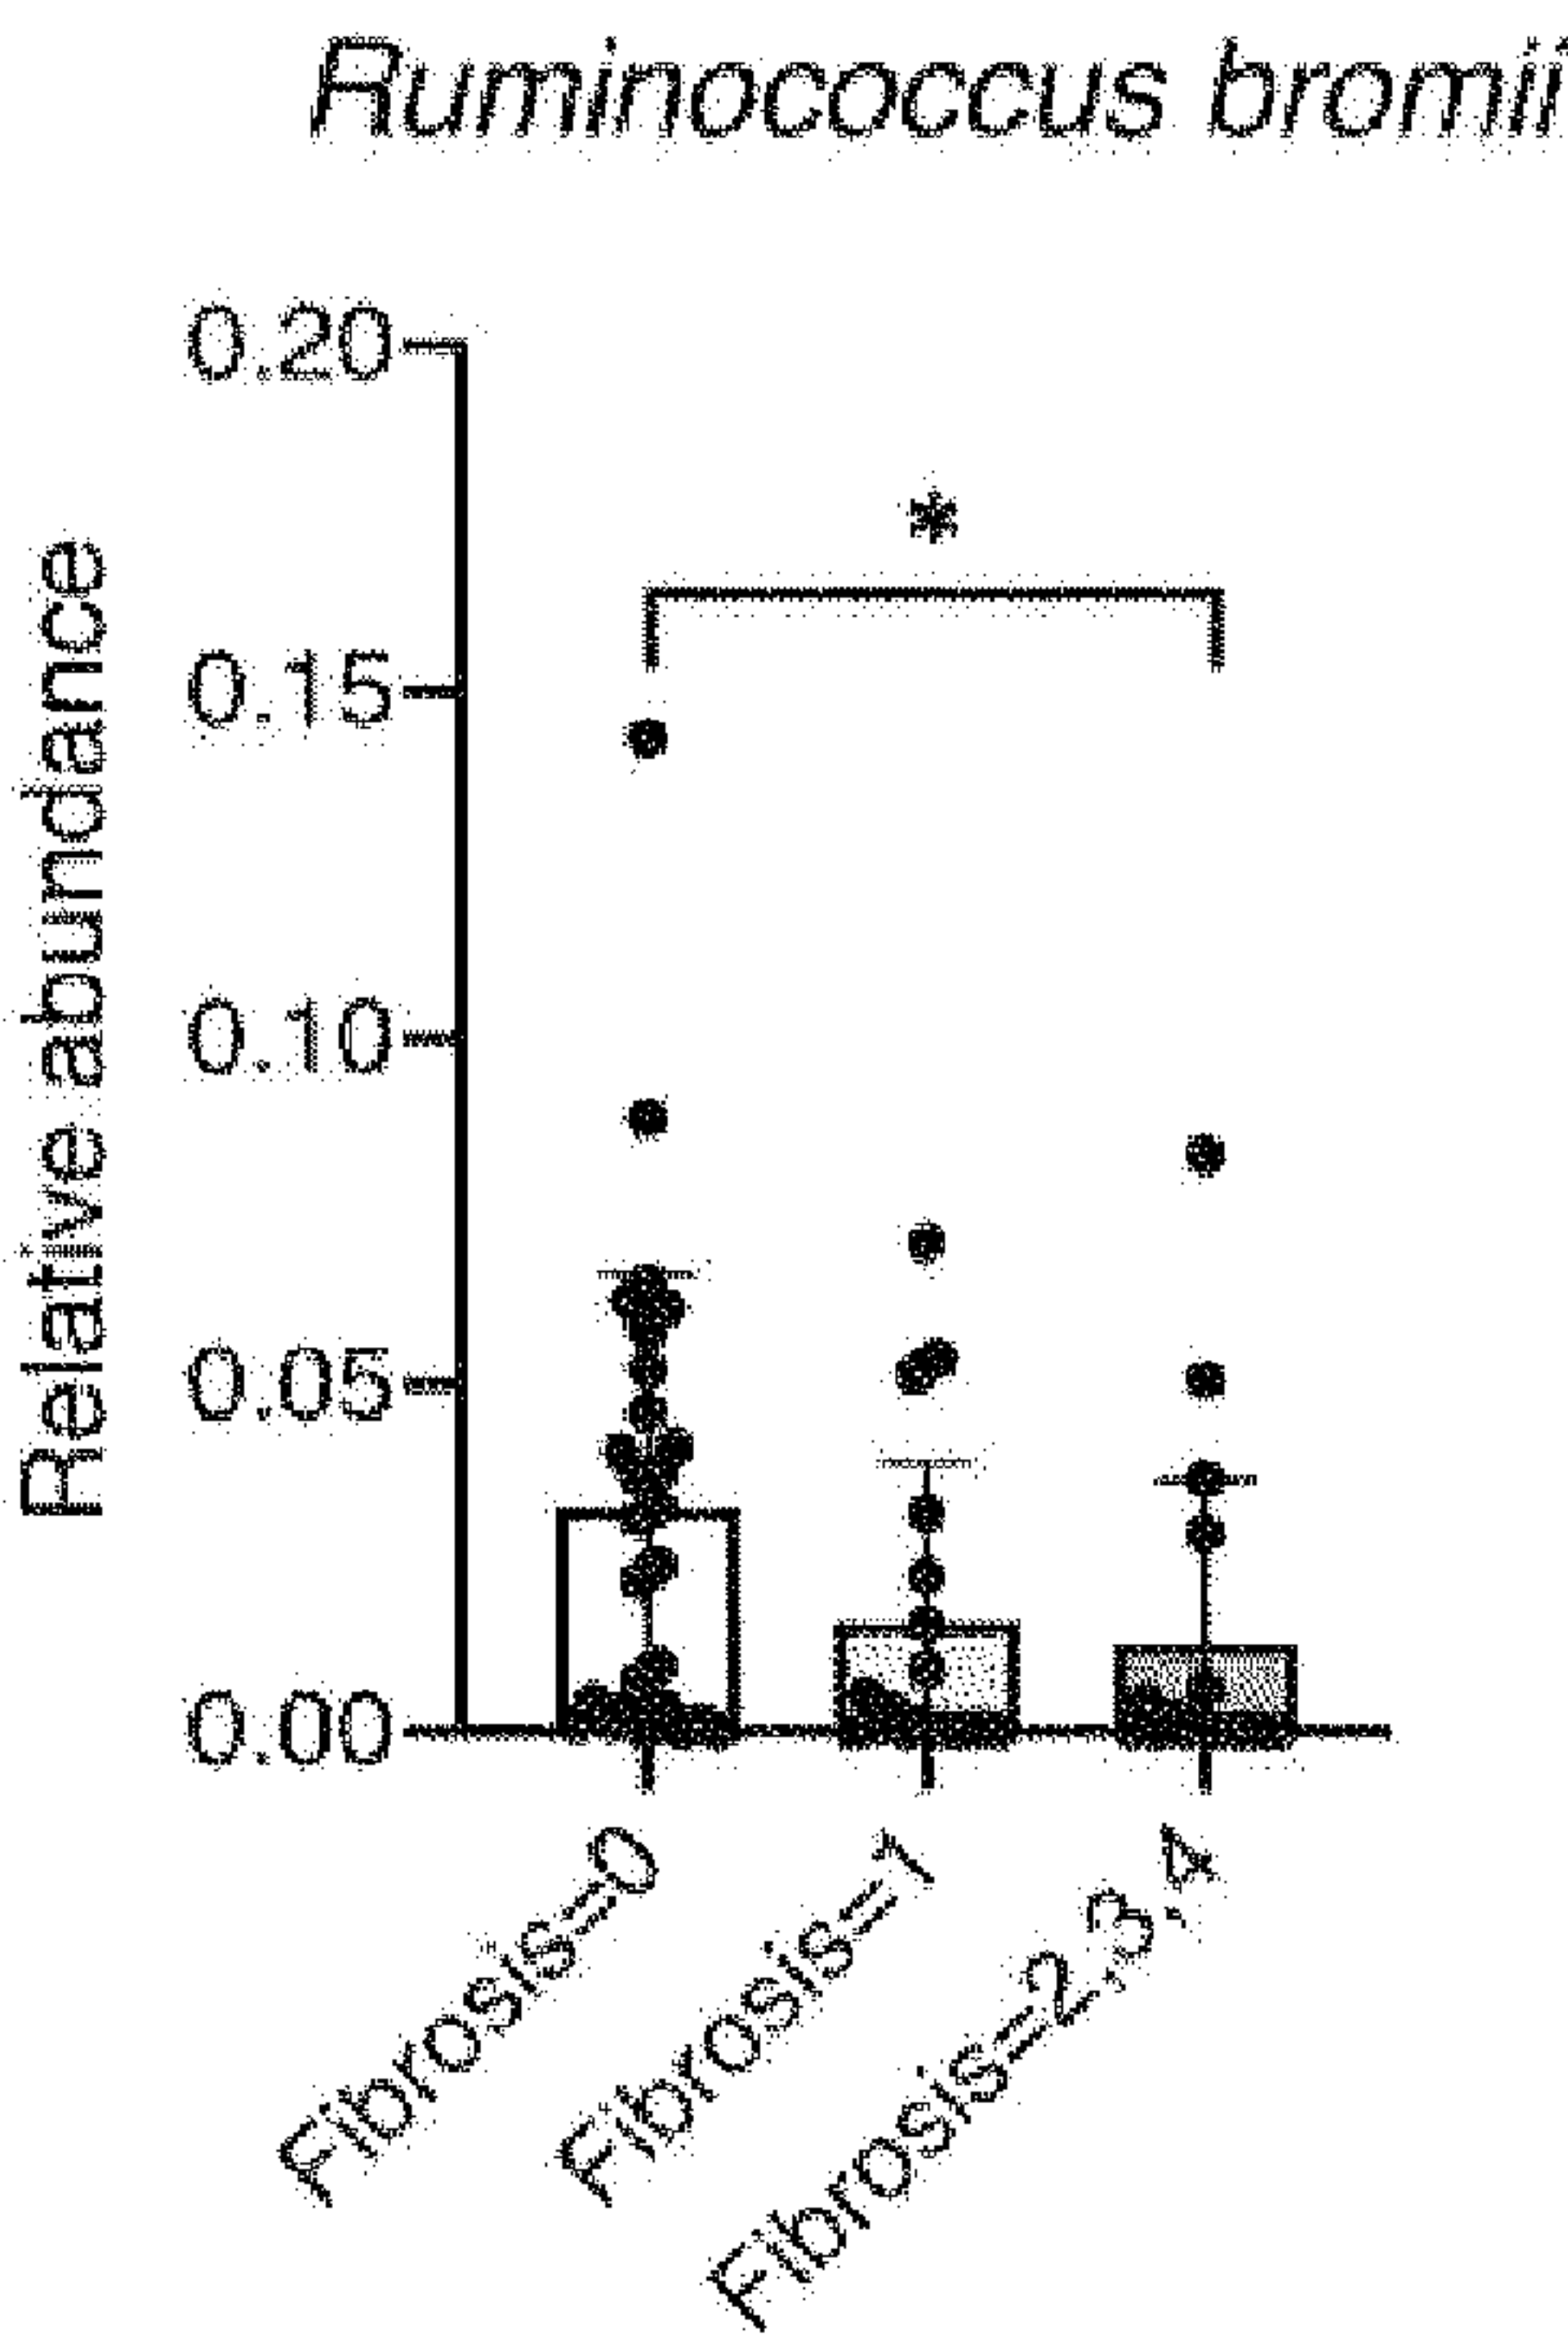 Ruminococcus bromii
Relative abundance
0.20
0.15
0.10
0.05
0.00
*
Fibrosis=0
Fibrosis=1
Fibrosis=2,3,4